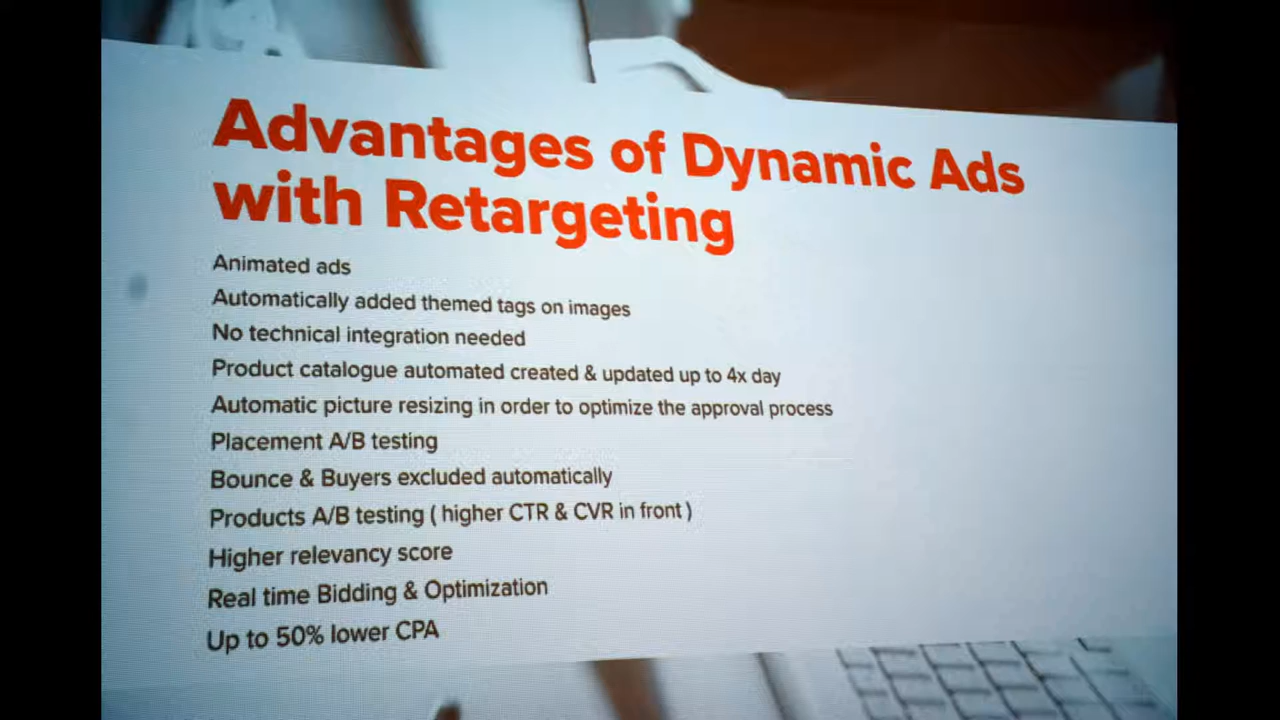 Advantages of Dynamic Ads
with Retargeting
Animated ads
Automatically added themed tags on images
No technical integration needed
Product catalogue automated created & updated up to 4x day
Automatic picture resizing in order to optimize the approval process
Placement A/B testing
Bounce & Buyers excluded automatically
Products A/B testing ( higher CTR & CVR in front )
Higher relevancy score
Real time Bidding & Optimization
Up to 50% lower CPA